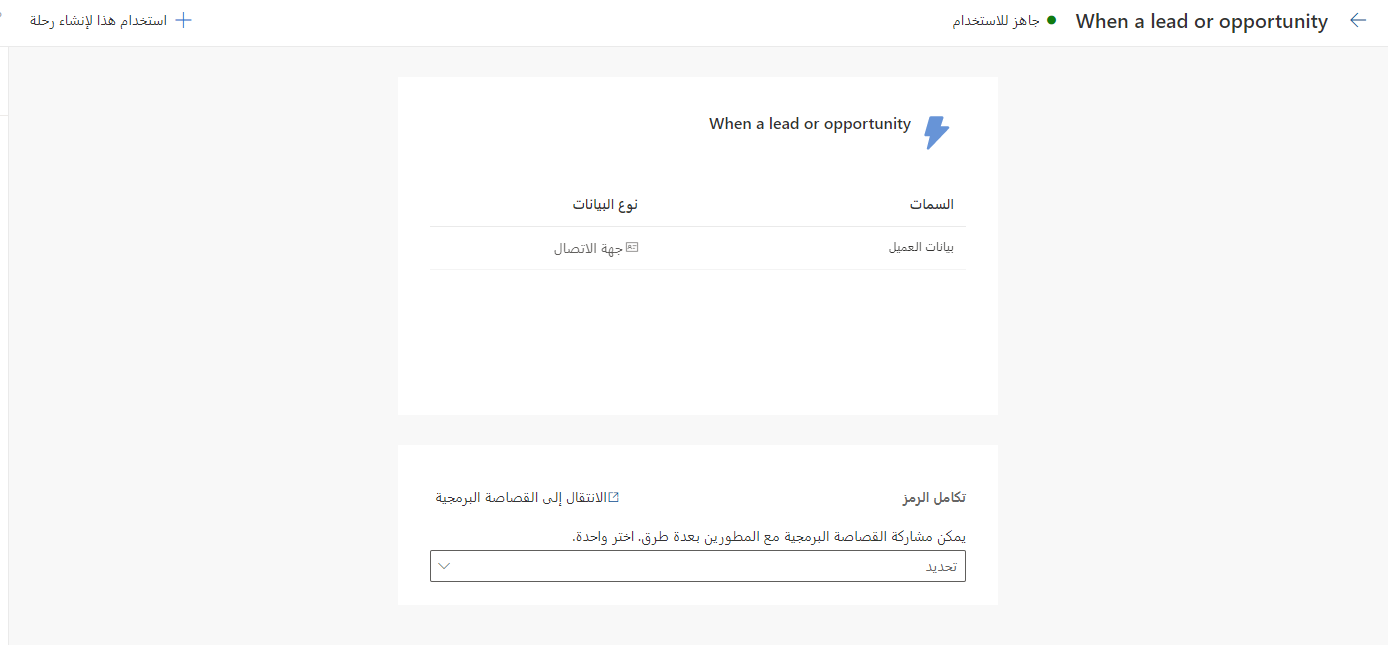 When a lead or opportunity
جاهز للاستخدام
استخدام هذا لإنشاء رحلة
When a lead or opportunity
السمات
نوع البيانات
بيانات العميل
جهة الاتصال
تكامل الرمز
الانتقال إلى القصاصة البرمجية
يمكن مشاركة القصاصة البرمجية مع المطورين بعدة طرق. اختر واحدة.
تحديد